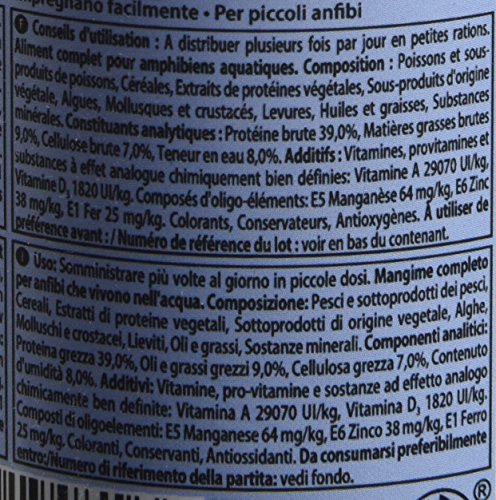 impregnano facilmente • Per piccoli anfibi
f Conseils d'utilisation : A distribuer plusieurs fois par jour en petites rations.
Aliment complet pour amphibiens aquatiques. Composition : Poissons et sous-
produits de poissons, Céréales, Extraits de protéines végétales, Sous-produits d'origine
végétale, Algues, Mollusques et crustacés, Levures, Huiles et graisses, Substances
minérales. Constituants analytiques : Protéine brute 39,0%, Matières grasses brutes
9,0%, Cellulose brute 7,0%, Teneur en eau 8,0%. Additifs : Vitamines, provitamines et
substances à effet analogue chimiquement bien définies: Vitamine A 29070 UI/kg,
Vitamine D3 1820 UI/kg. Composés d'oligo-éléments: E5 Manganèse 64 mg/kg, E6 Zinc
38 mg/kg, E1 Fer 25 mg/kg. Colorants, Conservateurs, Antioxygènes. A utiliser de
préférence avant : / Numéro de référence du lot : voir en bas du contenant.
I Uso: Somministrare più volte al giorno in piccole dosi. Mangime completo
per anfibi che vivono nell'acqua. Composizione: Pesci e sottoprodotti dei pesci,
Cereali, Estratti di proteine vegetali, Sottoprodotti di origine vegetale, Alghe,
Molluschi e crostacei, Lieviti, Oli e grassi, Sostanze minerali. Componenti analitici:
Proteina grezza 39,0%, Oli e grassi grezzi 9,0%, Cellulosa grezza 7,0%, Contenuto
d'umidità 8,0%. Additivi: Vitamine, pro-vitamine e sostanze ad effetto analogo
chimicamente ben definite: Vitamina A 29070 UI/kg, Vitamina D3 1820 UI/kg.
Composti di oligoelementi: E5 Manganese 64 mg/kg, E6 Zinco 38 mg/kg, E1 Ferro
25 mg/kg. Coloranti, Conservanti, Antiossidanti. Da consumarsi preferibilmente
entro:/Numero di riferimento della partita: vedi fondo.
®